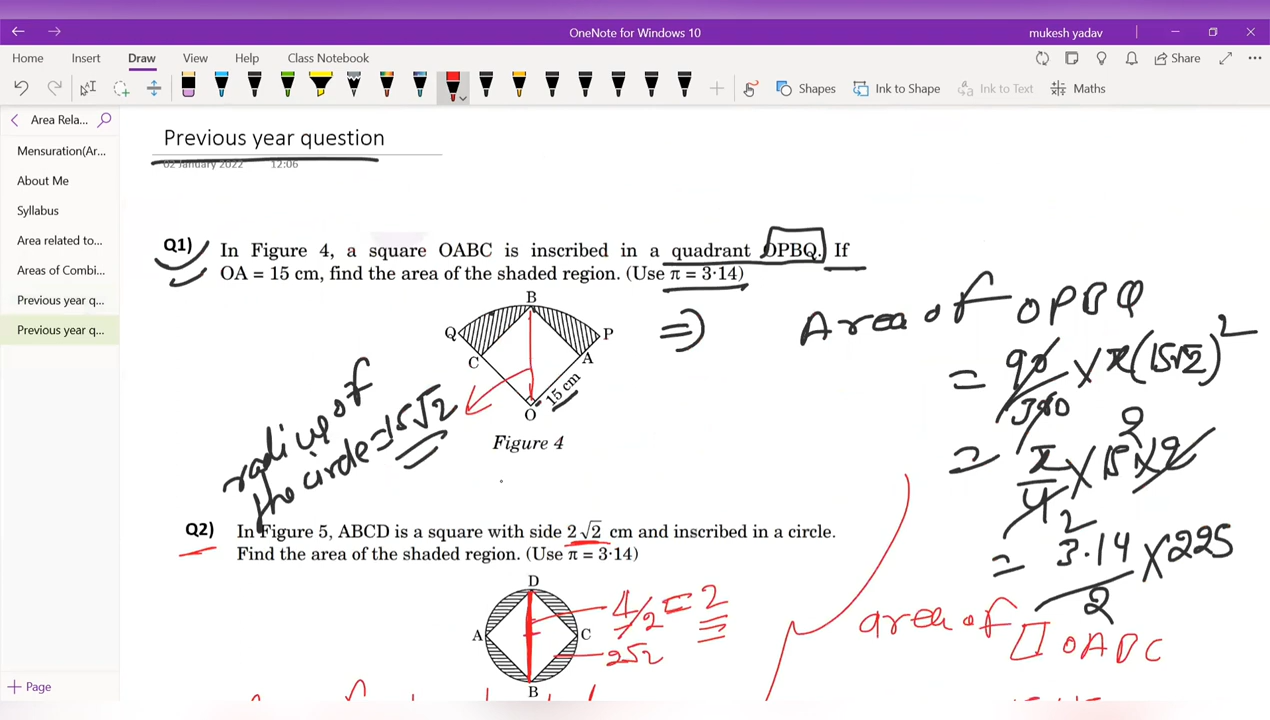 OneNote for Windows 10
mukesh yadav
Home Insert Draw View Help Class Notebook
Share
Shapes Ink to Shape Ink to Text Maths
Area Rela...
Mensuration(Ar...
About Me
Syllabus
Area related to...
Areas of Combi...
Previous year q...
Previous year q...
+ Page
Previous year question
02 January 2022 12:06
Q1) In Figure 4, a square OABC is inscribed in a quadrant OPBQ. If
OA = 15 cm, find the area of the shaded region. (Use π = 3·14)
B
Q P
C A
15 cm
O
Figure 4
radius of
the circle = 15√2
⇒ Area of OPBQ
= 90/360 × π(15√2)²
= π/4 × 15² × 2
2
= 3.14/2 × 225
area of □ OABC
Q2) In Figure 5, ABCD is a square with side 2√2 cm and inscribed in a circle.
Find the area of the shaded region. (Use π = 3·14)
D
A C
B
4/2 = 2
2√2